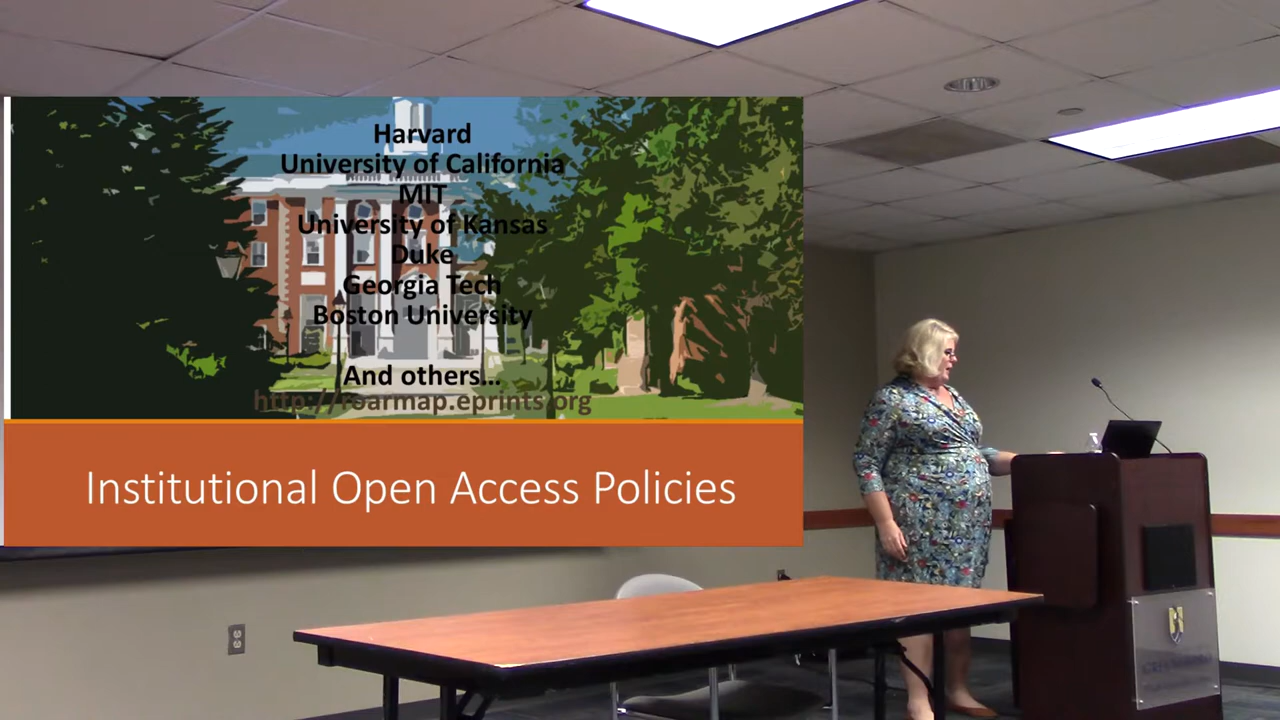 Harvard
University of California
MIT
University of Kansas
Duke
Georgia Tech
Boston University
And others...
http://roarmap.eprints.org
Institutional Open Access Policies